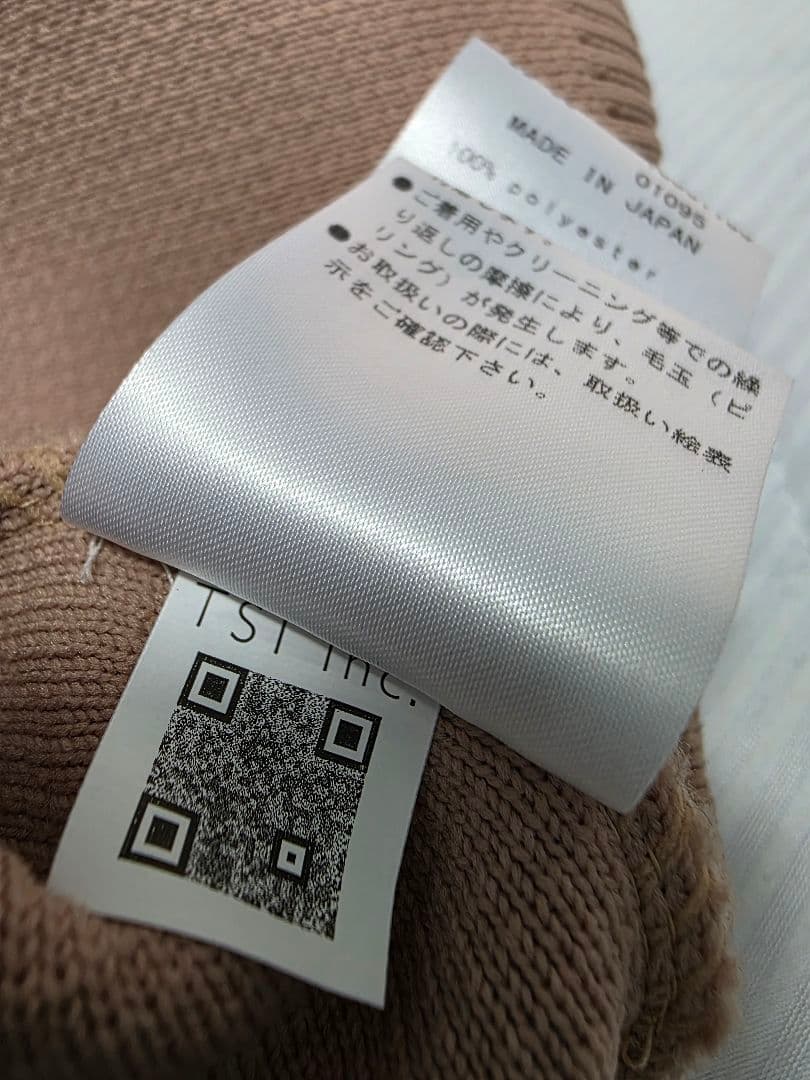 01095
MADE IN JAPAN
100% polyester
●ご着用やクリーニング等での繰
り返しの摩擦により、毛玉（ピ
リング）が発生します。
●お取扱いの際には、取扱い絵表
示をご確認下さい。
TSI Inc.